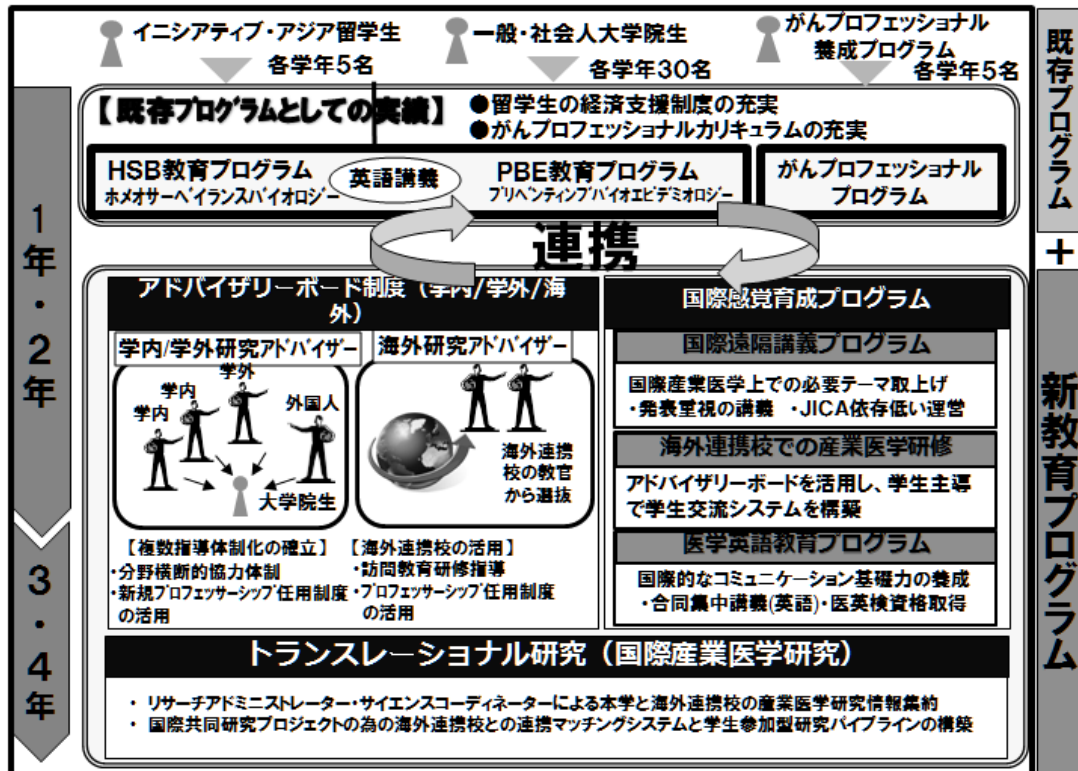 イニシアティブ・アジア留学生
各学年5名
一般・社会人大学院生
各学年30名
がんプロフェッショナル
養成プログラム
各学年5名
既存プログラム
＋
新教育プログラム
1年・2年
3・4年
【既存プログラムとしての実績】
●留学生の経済支援制度の充実
●がんプロフェッショナルカリキュラムの充実
HSB教育プログラム
ホメオサーベイランスバイオロジー
英語講義
PBE教育プログラム
プリベンティブバイオエピデミオロジー
がんプロフェッショナル
プログラム
連携
アドバイザリーボード制度（学内/学外/海
外）
学内/学外研究アドバイザー
学外
学内
学内
外国人
大学院生
海外研究アドバイザー
海外連携
校の教官
から選抜
【複数指導体制化の確立】
・分野横断的協力体制
・新規プロフェッサーシップ任用制度
の活用
【海外連携校の活用】
・訪問教育研修指導
・プロフェッサーシップ任用制度
の活用
国際感覚育成プログラム
国際遠隔講義プログラム
国際産業医学上での必要テーマ取上げ
・発表重視の講義 ・JICA依存低い運営
海外連携校での産業医学研修
アドバイザリーボードを活用し、学生主導
で学生交流システムを構築
医学英語教育プログラム
国際的なコミュニケーション基礎力の養成
・合同集中講義(英語)・医英検資格取得
トランスレーショナル研究（国際産業医学研究）
・ リサーチアドミニストレーター・サイエンスコーディネーターによる本学と海外連携校の産業医学研究情報集約
・ 国際共同研究プロジェクトの為の海外連携校との連携マッチングシステムと学生参加型研究パイプラインの構築